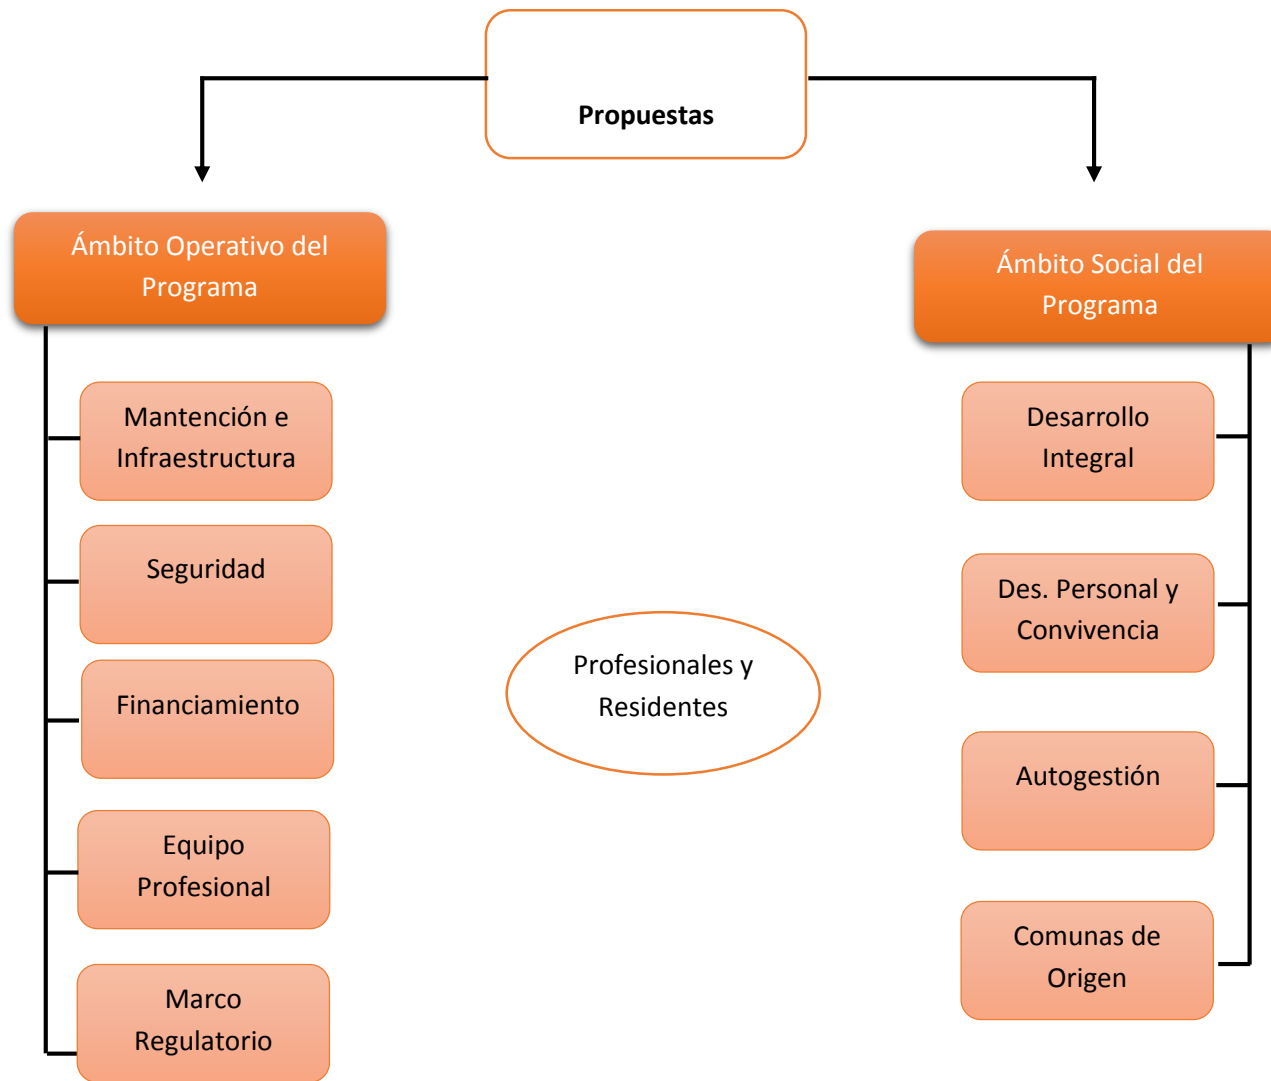 Propuestas
Ámbito Operativo del
Programa
Mantención e
Infraestructura
Seguridad
Financiamiento
Equipo
Profesional
Marco
Regulatorio
Profesionales y
Residentes
Ámbito Social del
Programa
Desarrollo
Integral
Des. Personal y
Convivencia
Autogestión
Comunas de
Origen